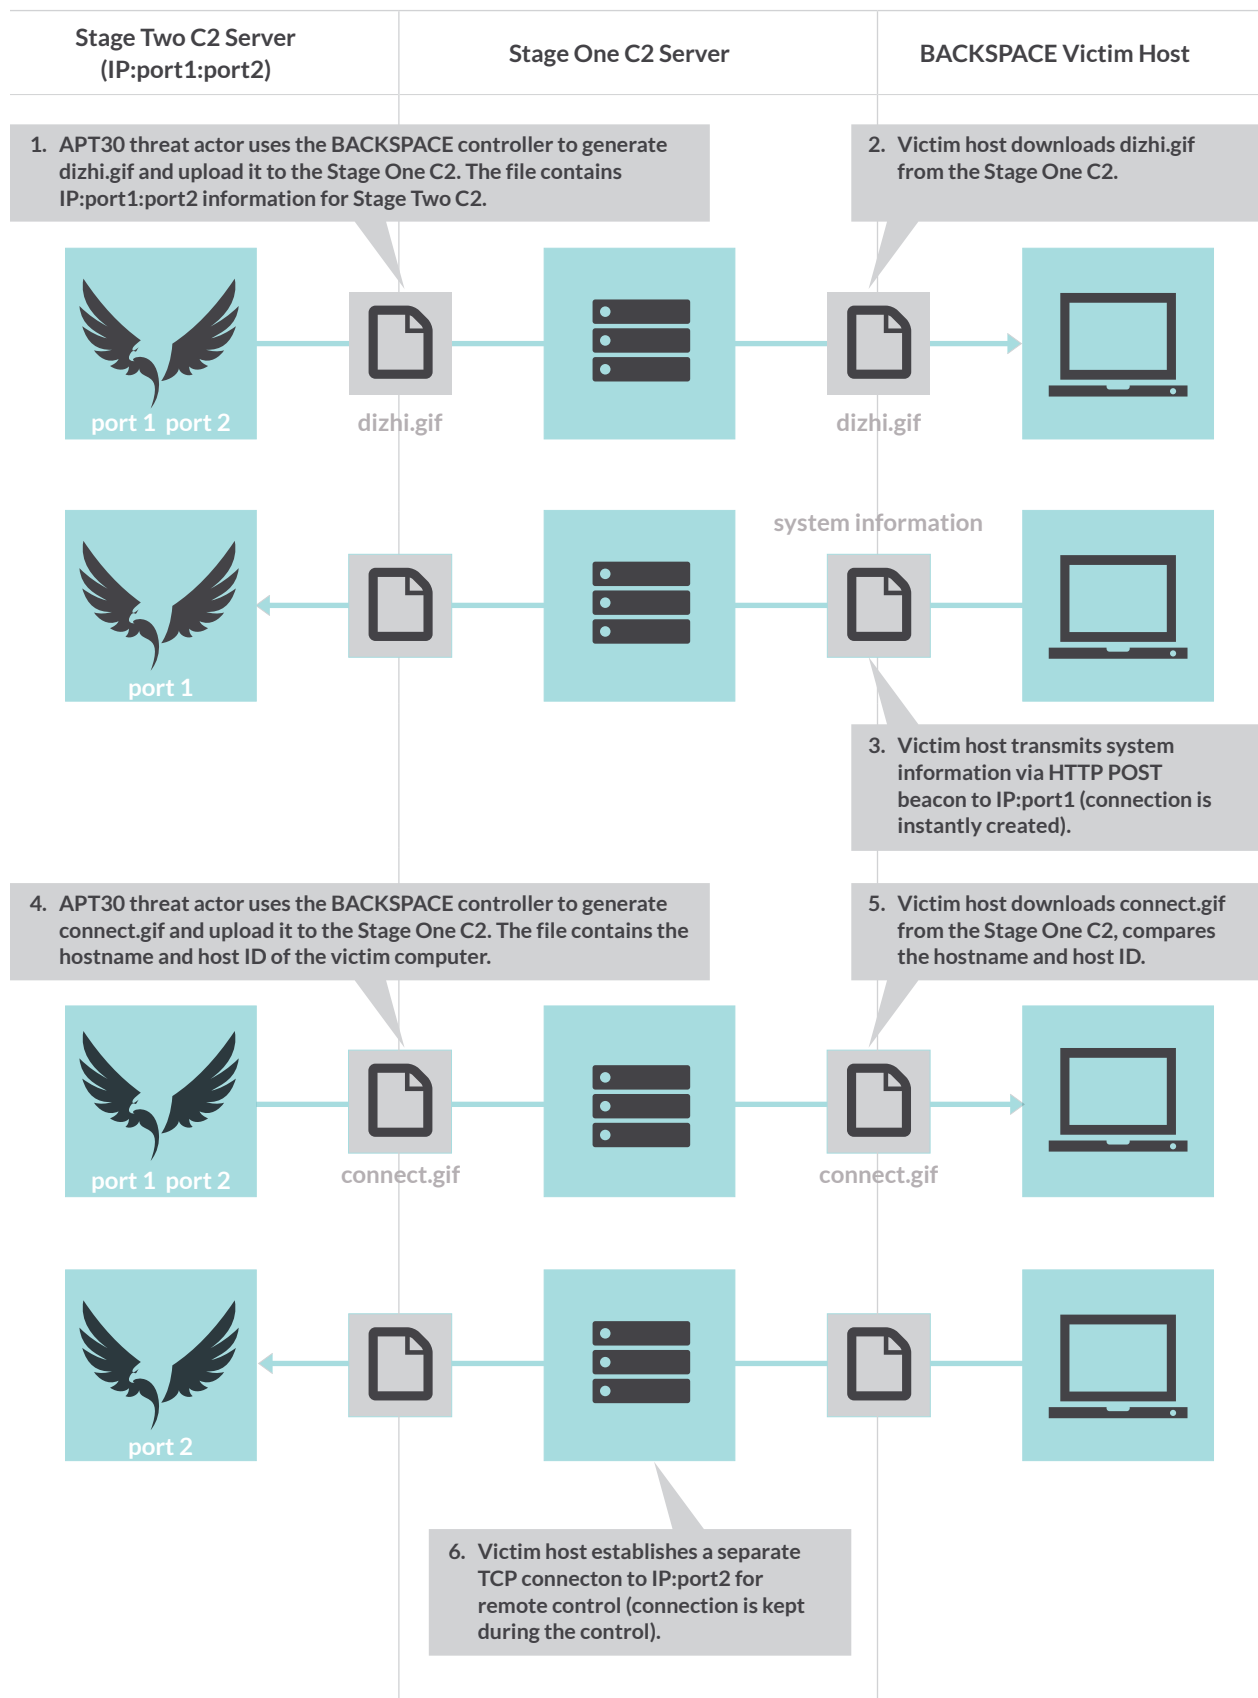 Stage Two C2 Server
(IP:port1:port2)
Stage One C2 Server
BACKSPACE Victim Host
1. APT30 threat actor uses the BACKSPACE controller to generate
dizhi.gif and upload it to the Stage One C2. The file contains
IP:port1:port2 information for Stage Two C2.
2. Victim host downloads dizhi.gif
from the Stage One C2.
port 1 port 2
dizhi.gif
dizhi.gif
system information
port 1
3. Victim host transmits system
information via HTTP POST
beacon to IP:port1 (connection is
instantly created).
4. APT30 threat actor uses the BACKSPACE controller to generate
connect.gif and upload it to the Stage One C2. The file contains the
hostname and host ID of the victim computer.
5. Victim host downloads connect.gif
from the Stage One C2, compares
the hostname and host ID.
port 1 port 2
connect.gif
connect.gif
port 2
6. Victim host establishes a separate
TCP connecton to IP:port2 for
remote control (connection is kept
during the control).